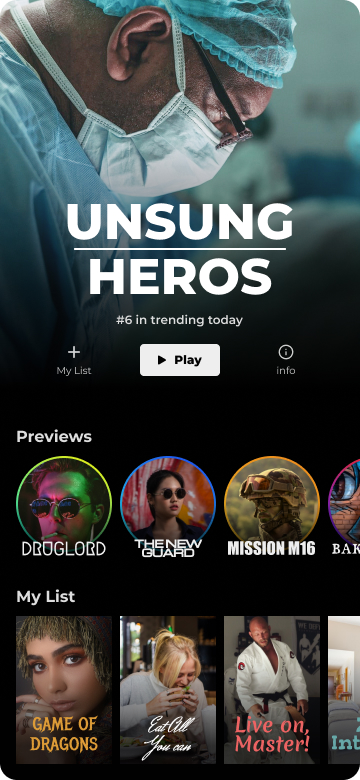 UNSUNG
HEROS
#6 in trending today
My List
Play
info
Previews
DRUGLORD
THE NEW
GUARD
MISSION M16
BAK
My List
GAME OF
DRAGONS
Eat All
You can
Live on,
Master!
Int